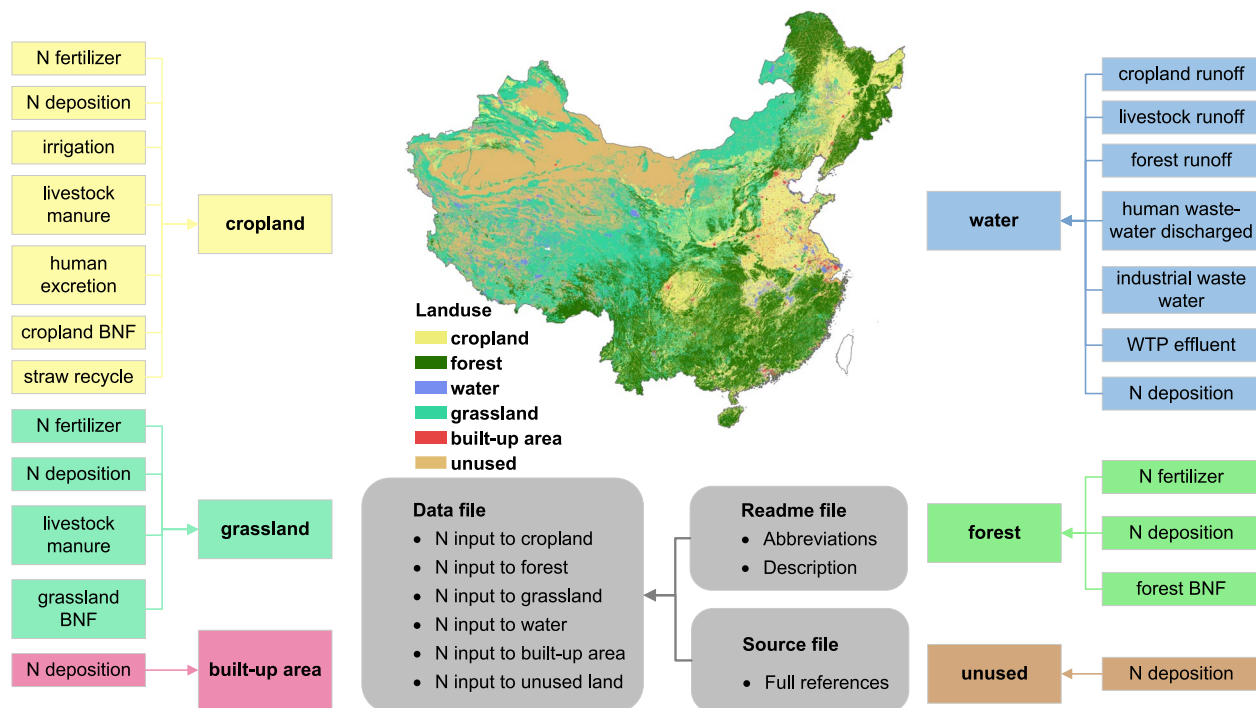 N fertilizer
N deposition
irrigation
livestock
manure
human
excretion
cropland BNF
straw recycle
cropland
N fertilizer
N deposition
livestock
manure
grassland
BNF
grassland
N deposition
built-up area
Landuse
cropland
forest
water
grassland
built-up area
unused
Data file
• N input to cropland
• N input to forest
• N input to grassland
• N input to water
• N input to built-up area
• N input to unused land
Readme file
• Abbreviations
• Description
Source file
• Full references
water
cropland runoff
livestock runoff
forest runoff
human waste-
water discharged
industrial waste
water
WTP effluent
N deposition
forest
N fertilizer
N deposition
forest BNF
unused
N deposition